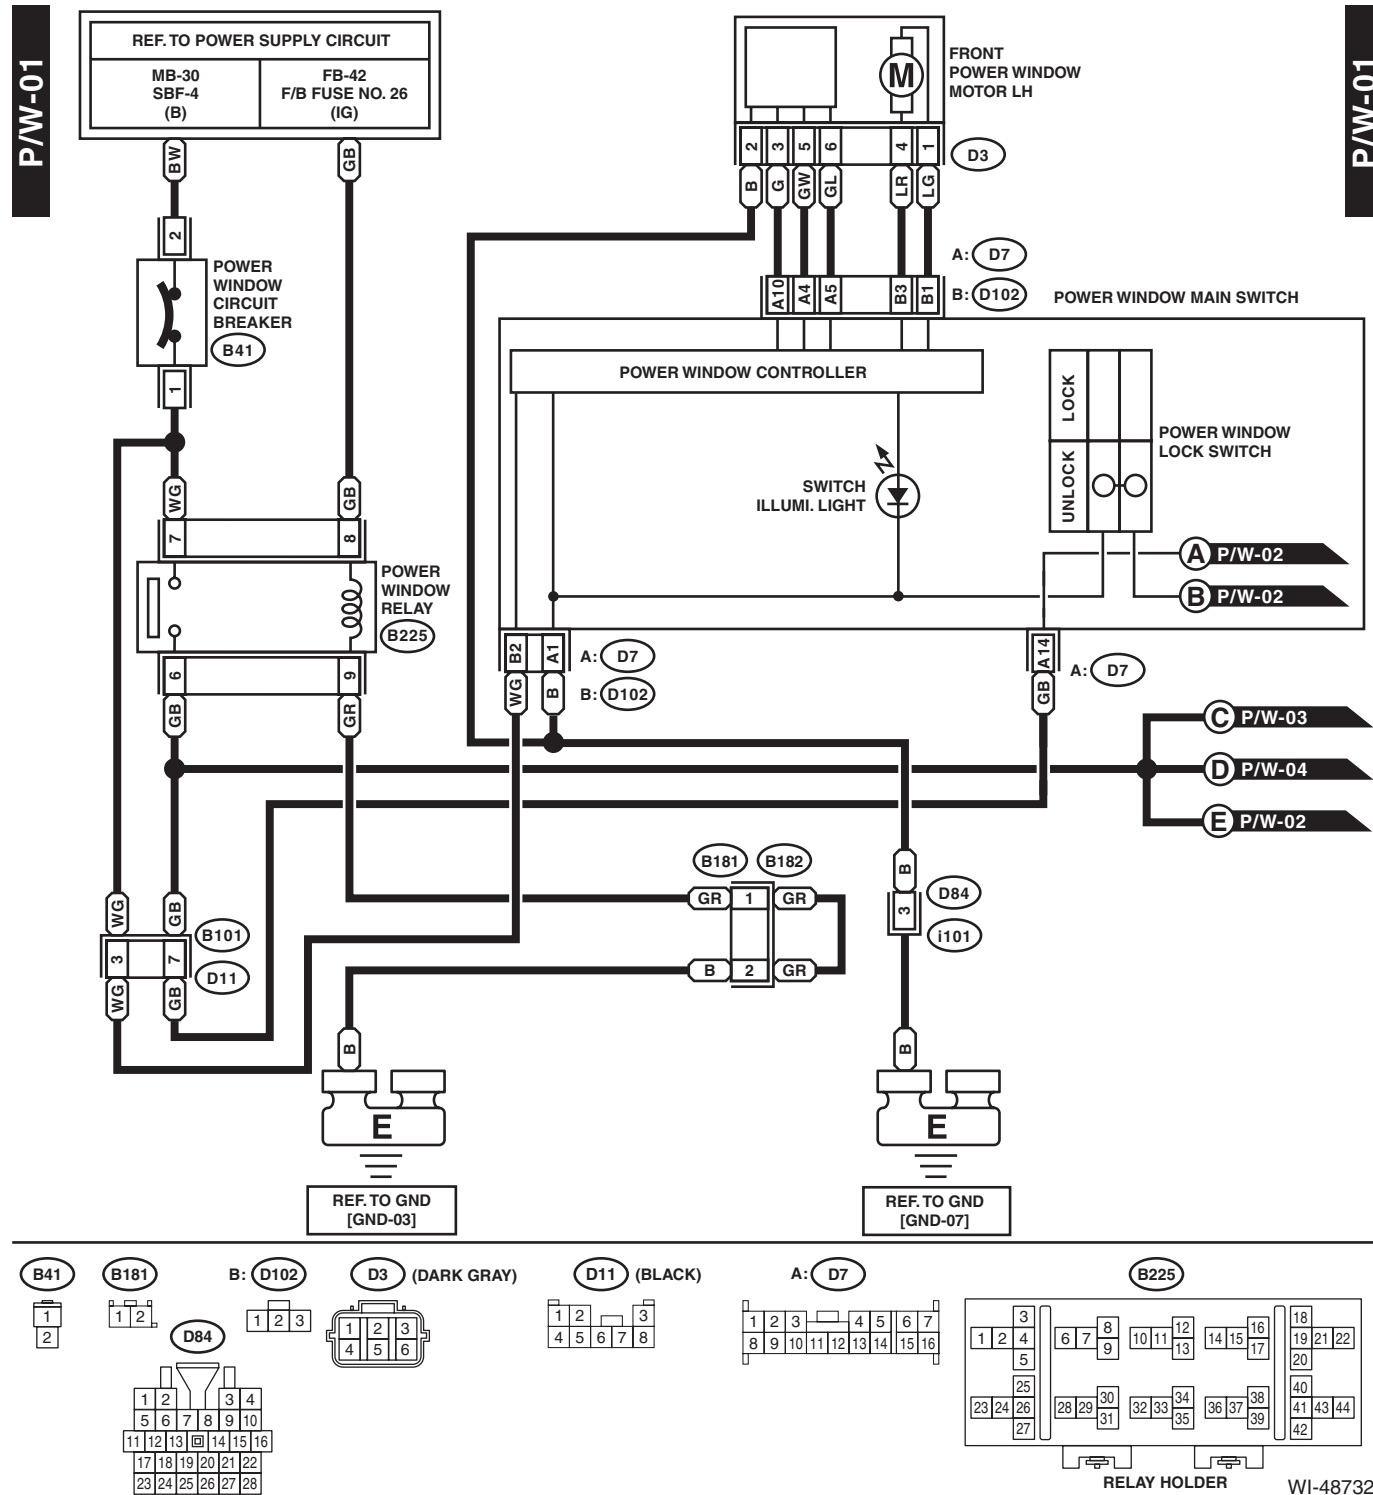 P/W-01
P/W-01
REF. TO POWER SUPPLY CIRCUIT
MB-30
SBF-4
(B)
FB-42
F/B FUSE NO. 26
(IG)
BW
GB
2
POWER
WINDOW
CIRCUIT
BREAKER
B41
1
WG
GB
7
8
POWER
WINDOW
RELAY
B225
6
9
GB
GR
M
FRONT
POWER WINDOW
MOTOR LH
2 3 5 6 4 1
D3
B G GW GL LR LG
A: D7
B: D102
A10 A4 A5 B3 B1
POWER WINDOW MAIN SWITCH
POWER WINDOW CONTROLLER
LOCK
UNLOCK
POWER WINDOW
LOCK SWITCH
SWITCH
ILLUMI. LIGHT
A P/W-02
B P/W-02
B2 A1
A: D7
B: D102
WG B
A14
A: D7
GB
C P/W-03
D P/W-04
E P/W-02
B181 B182
GR 1 GR
B 2 GR
B
3
D84
i101
B
WG GB
B101
3 7
D11
WG GB
B
E
E
REF. TO GND
[GND-03]
REF. TO GND
[GND-07]
B41
1
2
B181
1 2
B: D102
1 2 3
D3 (DARK GRAY)
1 2 3
4 5 6
D11 (BLACK)
1 2 3
4 5 6 7 8
A: D7
1 2 3 4 5 6 7
8 9 10 11 12 13 14 15 16
D84
1 2 3 4
5 6 7 8 9 10
11 12 13 14 15 16
17 18 19 20 21 22
23 24 25 26 27 28
B225
3 8 12 16 18
1 2 4 6 7 10 11 14 15 19 21 22
5 9 13 17 20
25 30 34 38 40
23 24 26 28 29 32 33 36 37 41 43 44
27 31 35 39 42
RELAY HOLDER
WI-48732